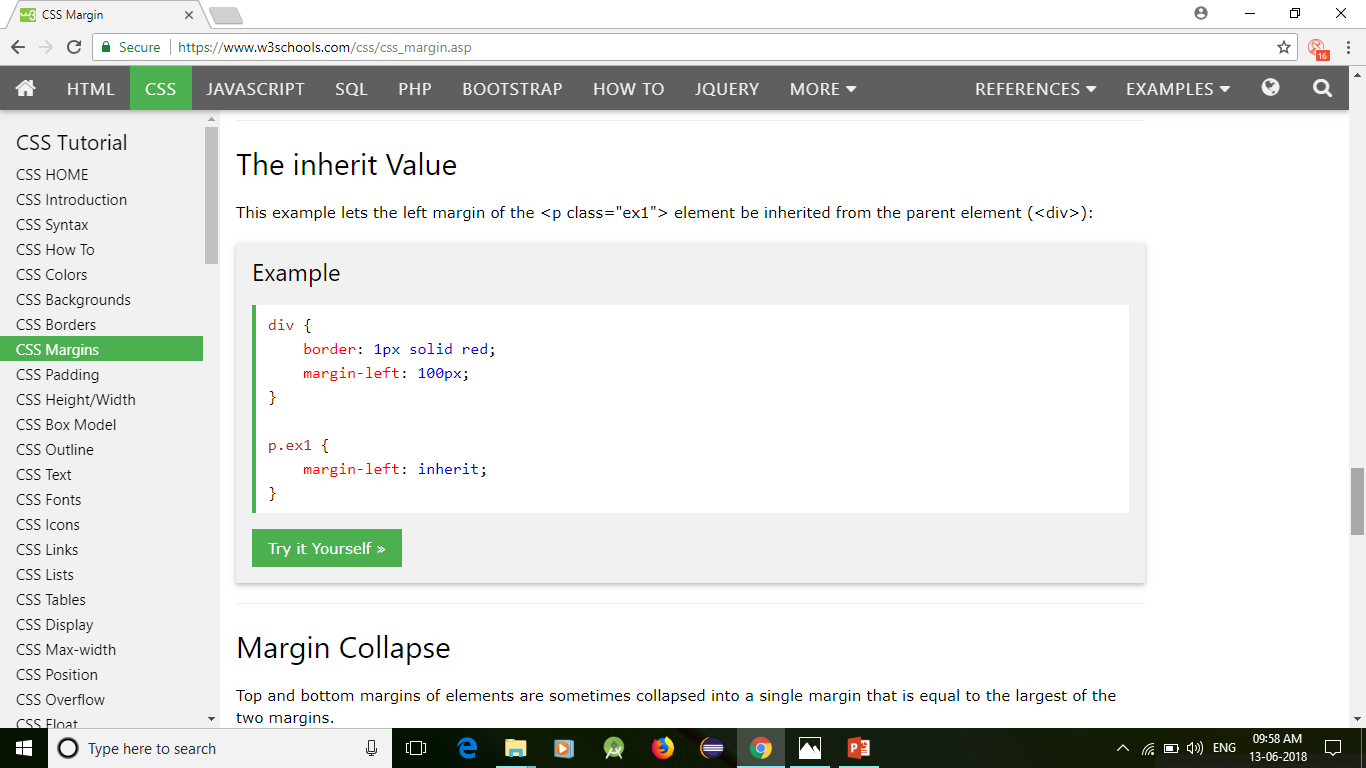 CSS Margin
Secure
https://www.w3schools.com/css/css_margin.asp
16
HTML
CSS
JAVASCRIPT
SQL
PHP
BOOTSTRAP
HOW TO
JQUERY
MORE
REFERENCES
EXAMPLES
CSS Tutorial
CSS HOME
CSS Introduction
CSS Syntax
CSS How To
CSS Colors
CSS Backgrounds
CSS Borders
CSS Margins
CSS Padding
CSS Height/Width
CSS Box Model
CSS Outline
CSS Text
CSS Fonts
CSS Icons
CSS Links
CSS Lists
CSS Tables
CSS Display
CSS Max-width
CSS Position
CSS Overflow
CSS Float
The inherit Value
This example lets the left margin of the <p class="ex1"> element be inherited from the parent element (<div>):
Example
div {
    border: 1px solid red;
    margin-left: 100px;
}
p.ex1 {
    margin-left: inherit;
}
Try it Yourself »
Margin Collapse
Top and bottom margins of elements are sometimes collapsed into a single margin that is equal to the largest of the
two margins.
Type here to search
ENG
09:58 AM
13-06-2018